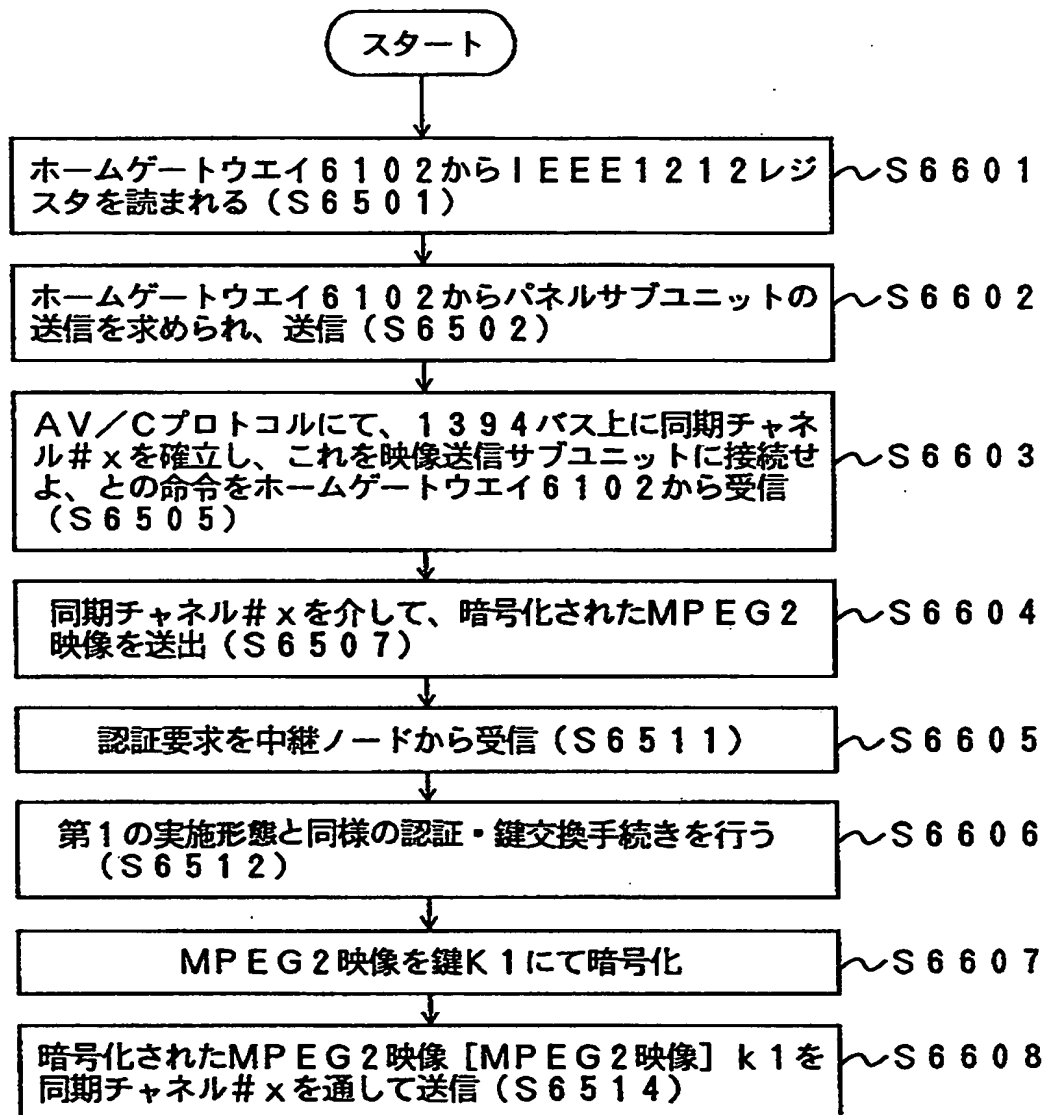 スタート
ホームゲートウエイ6102からIEEE1212レジ
スタを読まれる(S6501)
S6601
ホームゲートウエイ6102からパネルサブユニットの
送信を求められ、送信(S6502)
S6602
AV/Cプロトコルにて、1394バス上に同期チャネ
ル#xを確立し、これを映像送信サブユニットに接続せ
よ、との命令をホームゲートウエイ6102から受信
(S6505)
S6603
同期チャネル#xを介して、暗号化されたMPEG2
映像を送出(S6507)
S6604
認証要求を中継ノードから受信(S6511)
S6605
第1の実施形態と同様の認証・鍵交換手続きを行う
(S6512)
S6606
MPEG2映像を鍵K1にて暗号化
S6607
暗号化されたMPEG2映像[MPEG2映像]k1を
同期チャネル#xを通して送信(S6514)
S6608